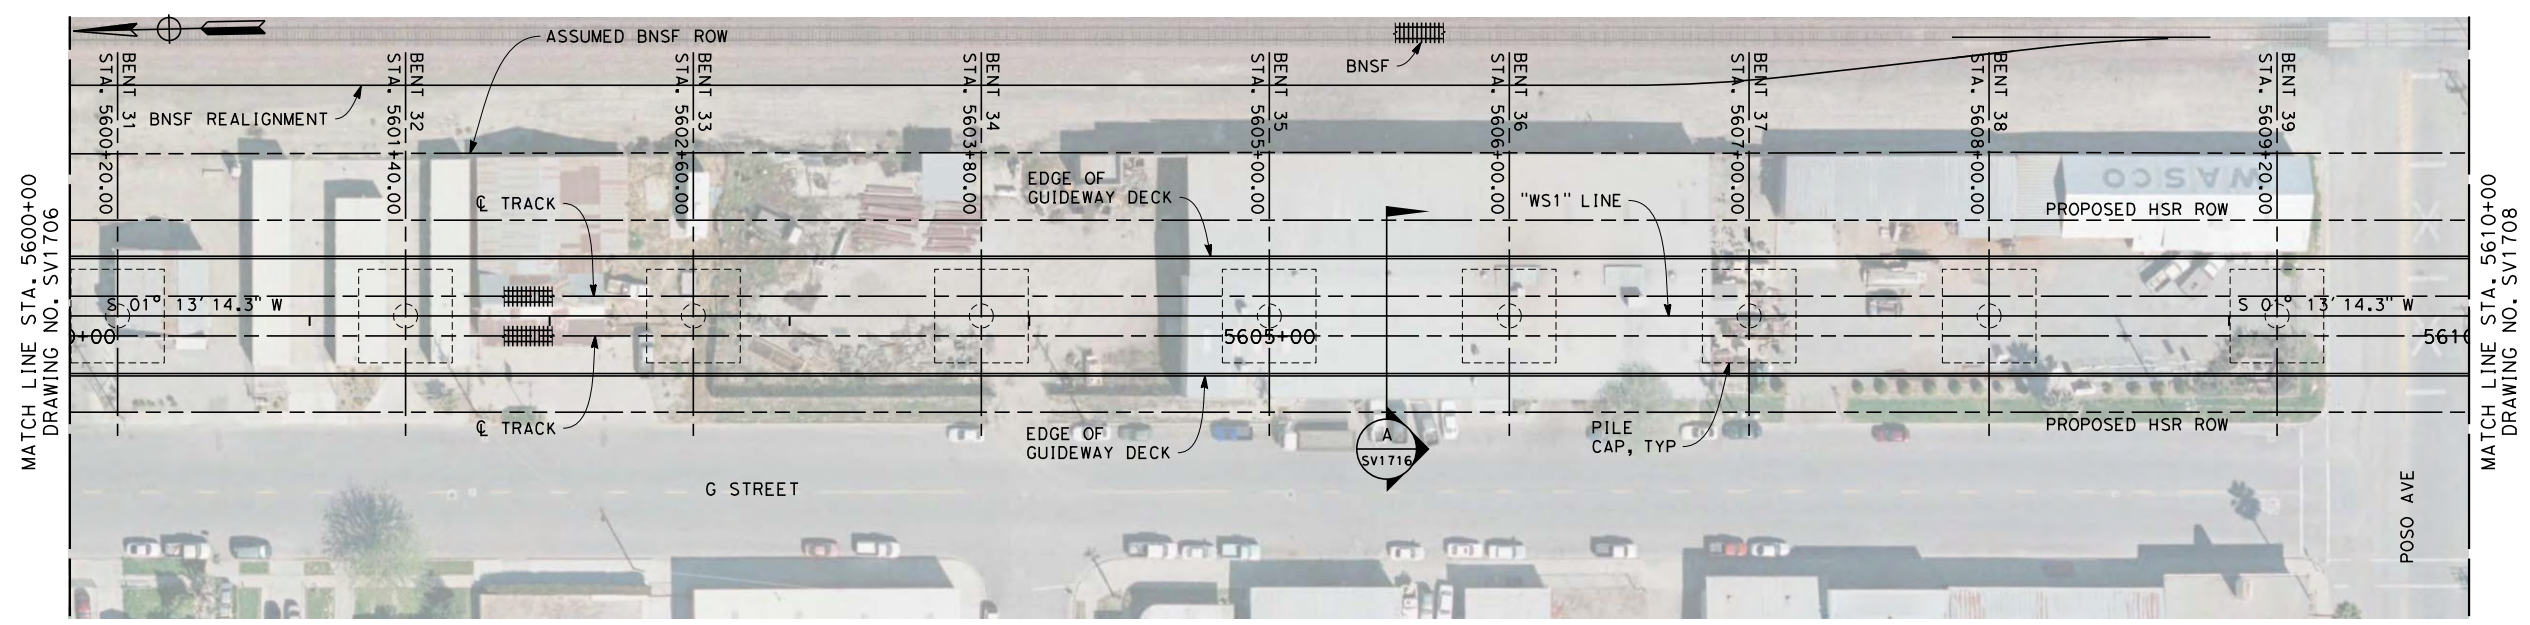 ASSUMED BNSF ROW
BNSF
BNSF REALIGNMENT
BENT 31
STA. 5600+20.00
BENT 32
STA. 5601+40.00
BENT 33
STA. 5602+60.00
BENT 34
STA. 5603+80.00
BENT 35
STA. 5605+00.00
BENT 36
STA. 5606+00.00
BENT 37
STA. 5607+00.00
BENT 38
STA. 5608+00.00
BENT 39
STA. 5609+20.00
MATCH LINE STA. 5600+00
DRAWING NO. SV1706
℄ TRACK
EDGE OF
GUIDEWAY DECK
"WS1" LINE
WASCO
PROPOSED HSR ROW
S 01° 13' 14.3" W
S 01° 13' 14.3" W
0+00
5605+00
5610
℄ TRACK
EDGE OF
GUIDEWAY DECK
A
SV1716
PILE
CAP, TYP
PROPOSED HSR ROW
G STREET
POSO AVE
MATCH LINE STA. 5610+00
DRAWING NO. SV1708